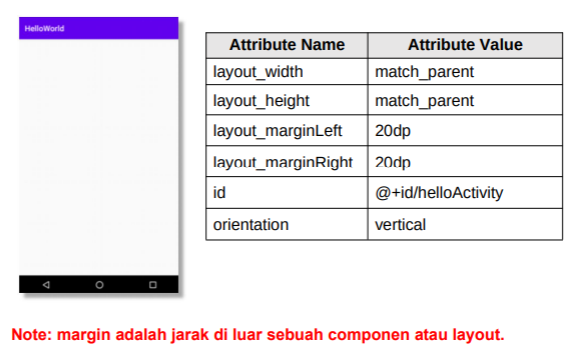 HelloWorld
Attribute Name Attribute Value
layout_width match_parent
layout_height match_parent
layout_marginLeft 20dp
layout_marginRight 20dp
id @+id/helloActivity
orientation vertical
Note: margin adalah jarak di luar sebuah componen atau layout.